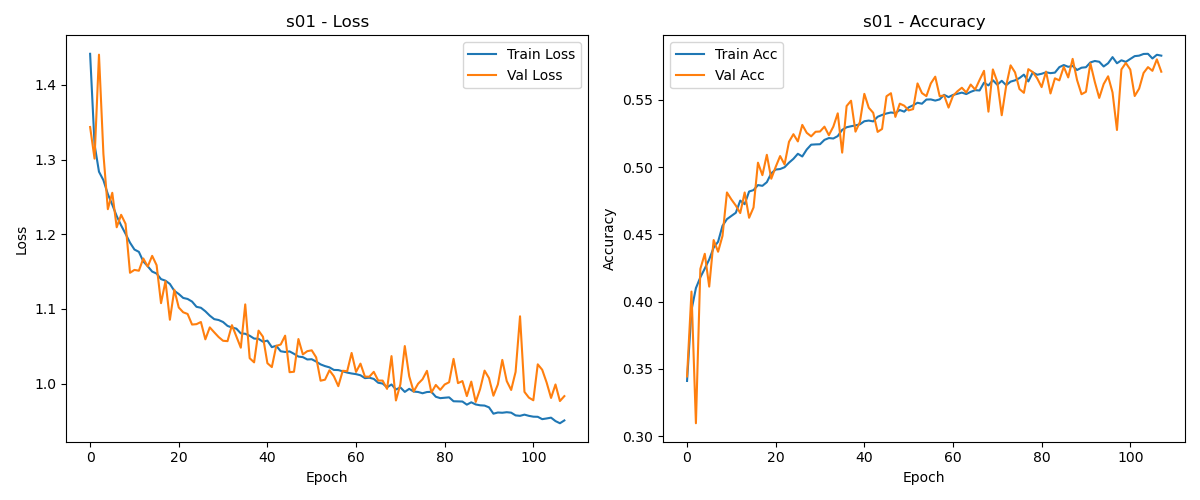 s01 - Loss
Train Loss
Val Loss
1.4
1.3
1.2
1.1
1.0
Loss
0 20 40 60 80 100
Epoch
s01 - Accuracy
Train Acc
Val Acc
0.55
0.50
0.45
0.40
0.35
0.30
Accuracy
0 20 40 60 80 100
Epoch